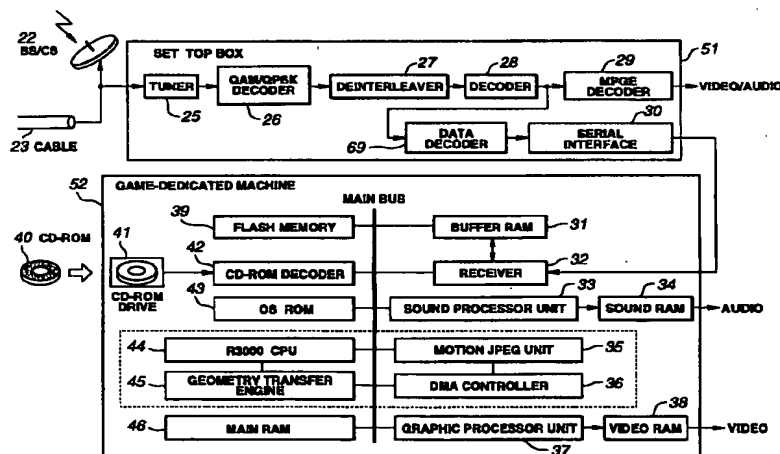 22
BS/CS
23 CABLE
SET TOP BOX
51
TUNER
25
QAM/QPSK
DECODER
26
DEINTERLEAVER
27
DECODER
28
MPGE
DECODER
29
VIDEO/AUDIO
DATA
DECODER
69
SERIAL
INTERFACE
30
52
GAME-DEDICATED MACHINE
MAIN BUS
39
FLASH MEMORY
BUFFER RAM
31
40 CD-ROM
41
CD-ROM
DRIVE
42
CD-ROM DECODER
RECEIVER
32
43
OS ROM
SOUND PROCESSOR UNIT
33
SOUND RAM
34
AUDIO
44
R3000 CPU
MOTION JPEG UNIT
35
45
GEOMETRY TRANSFER
ENGINE
DMA CONTROLLER
36
46
MAIN RAM
GRAPHIC PROCESSOR UNIT
37
VIDEO RAM
38
VIDEO